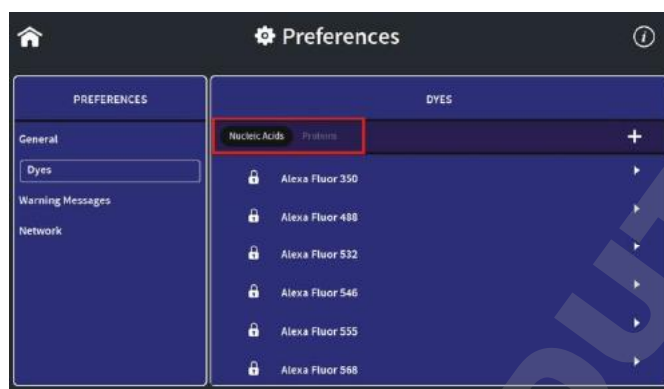 Preferences
PREFERENCES
General
Dyes
Warning Messages
Network
DYES
Nucleic Acids Proteins
Alexa Fluor 350
Alexa Fluor 488
Alexa Fluor 532
Alexa Fluor 546
Alexa Fluor 555
Alexa Fluor 568